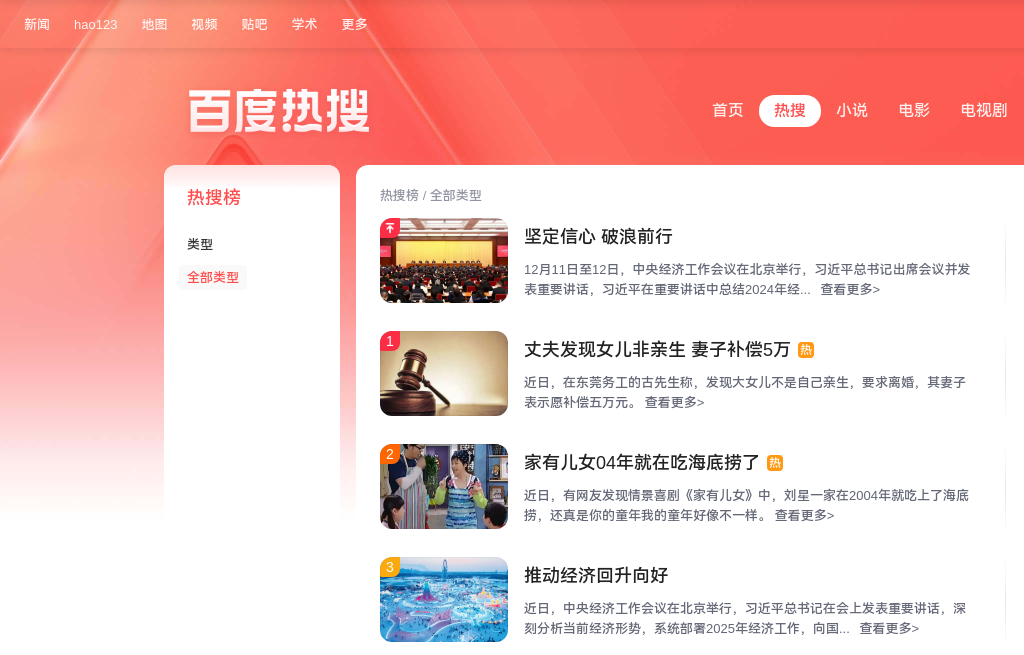 新闻 hao123 地图 视频 贴吧 学术 更多
百度热搜
首页 热搜 小说 电影 电视剧
热搜榜
类型
全部类型
热搜榜 / 全部类型
坚定信心 破浪前行
12月11日至12日，中央经济工作会议在北京举行，习近平总书记出席会议并发
表重要讲话，习近平在重要讲话中总结2024年经... 查看更多>
1
丈夫发现女儿非亲生 妻子补偿5万 热
近日，在东莞务工的古先生称，发现大女儿不是自己亲生，要求离婚，其妻子
表示愿补偿五万元。 查看更多>
2
家有儿女04年就在吃海底捞了 热
近日，有网友发现情景喜剧《家有儿女》中，刘星一家在2004年就吃上了海底
捞，还真是你的童年我的童年好像不一样。 查看更多>
3
推动经济回升向好
近日，中央经济工作会议在北京举行，习近平总书记在会上发表重要讲话，深
刻分析当前经济形势，系统部署2025年经济工作，向国... 查看更多>